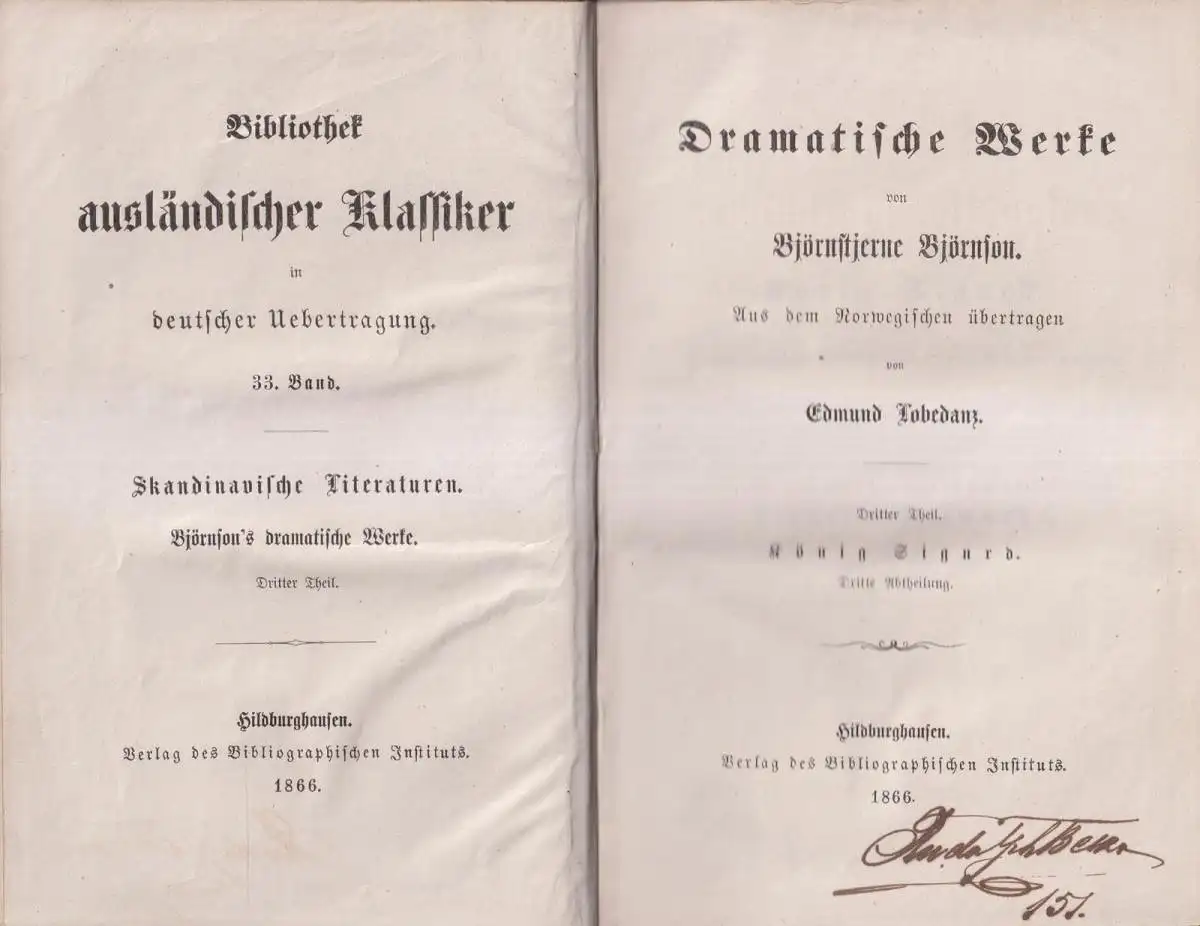 Bibliothek
ausländischer Klassiker
in
deutscher Uebertragung.
33. Band.
Skandinavische Literaturen.
Björnson's dramatische Werke.
Dritter Theil.
Hildburghausen.
Verlag des Bibliographischen Instituts.
1866.
Dramatische Werke
von
Björnstjerne Björnson.
Aus dem Norwegischen übertragen
von
Edmund Lobedanz.
Dritter Theil.
König Sigurd.
Dritte Abtheilung.
Hildburghausen.
Verlag des Bibliographischen Instituts.
1866.
151.